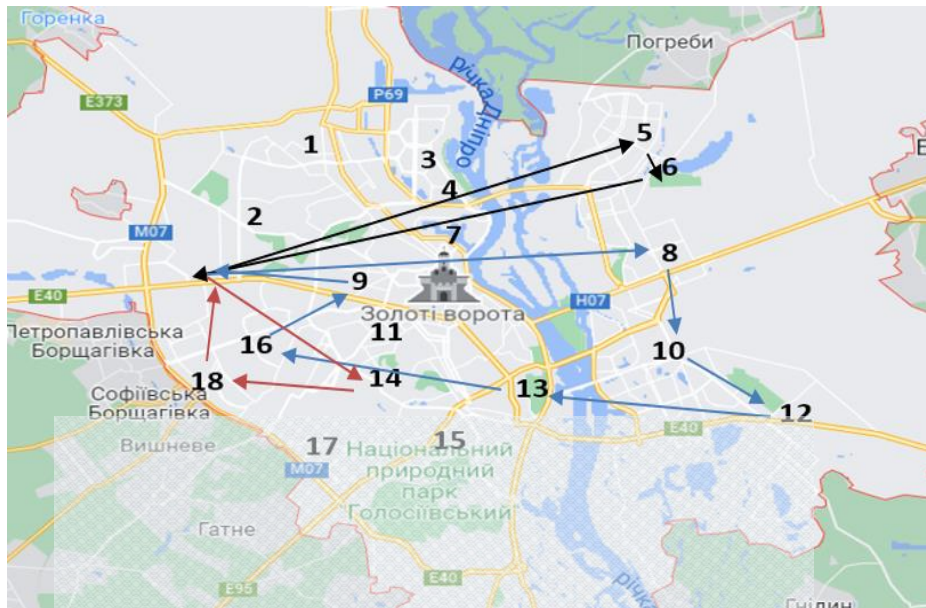 Горенка
Погреби
річка Дніпро
P69
E373
1
3
5
6
4
2
M07
7
8
9
E40
H07
Золоті ворота
Петропавлівська
Борщагівка
16
11
10
18
14
13
Софіївська
Борщагівка
12
E40
Вишневе
17
15
M07
Національний
природний
парк
Голосіївський
Гатне
E40
E95
річка
Гнідин